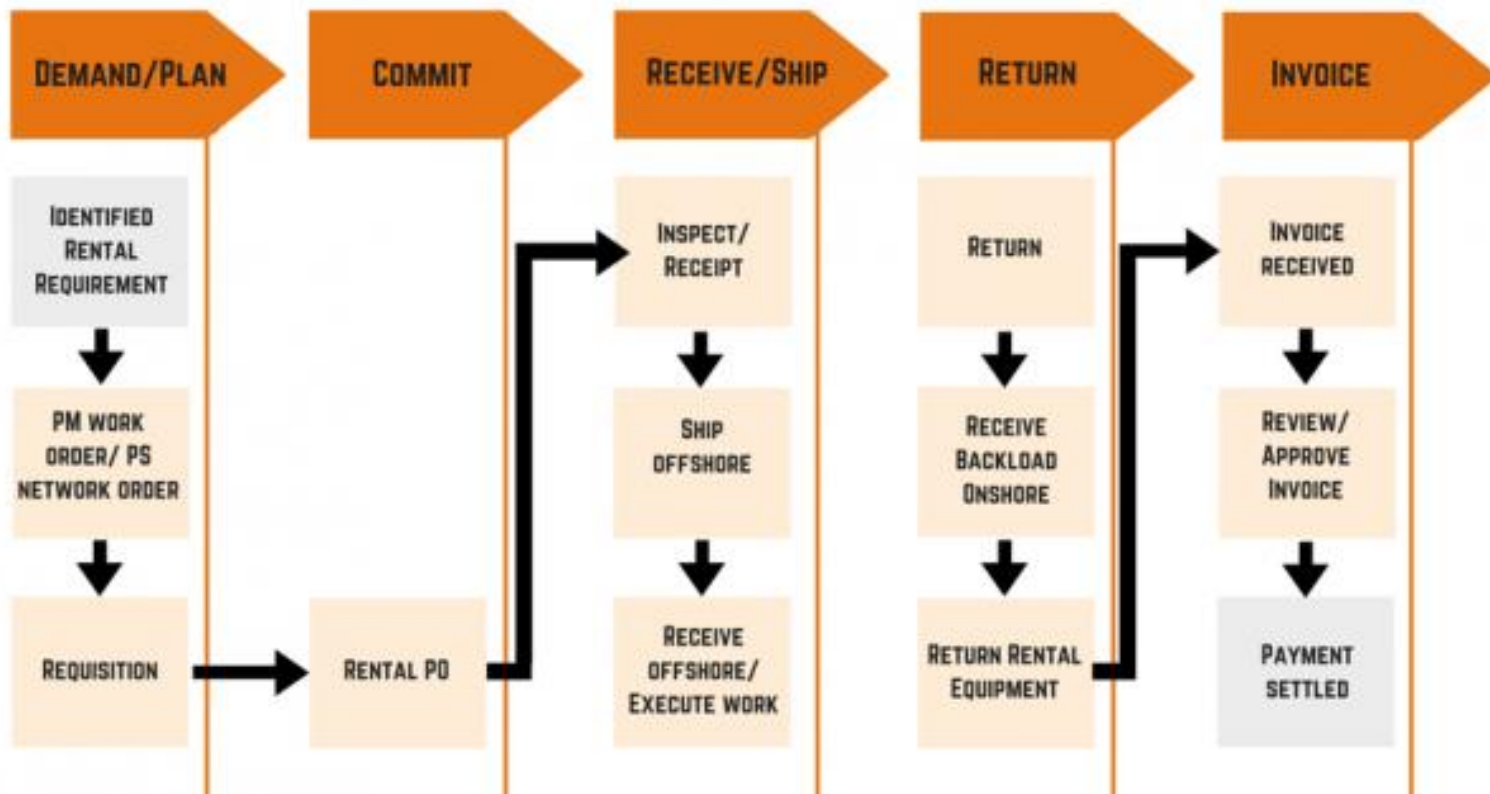 DEMAND/PLAN
COMMIT
RECEIVE/SHIP
RETURN
INVOICE
IDENTIFIED
RENTAL
REQUIREMENT
PM WORK
ORDER/ PS
NETWORK ORDER
REQUISITION
RENTAL PO
INSPECT/
RECEIPT
SHIP
OFFSHORE
RECEIVE
OFFSHORE/
EXECUTE WORK
RETURN
RECEIVE
BACKLOAD
ONSHORE
RETURN RENTAL
EQUIPMENT
INVOICE
RECEIVED
REVIEW/
APPROVE
INVOICE
PAYMENT
SETTLED